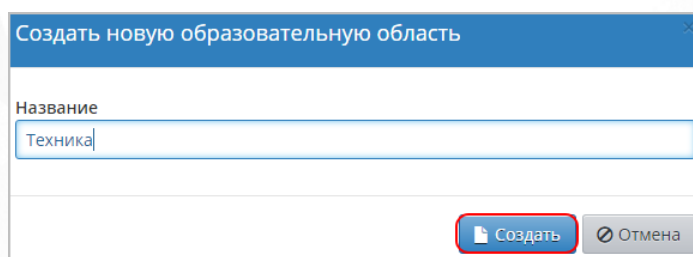 Создать новую образовательную область
Название
Техника
Создать Отмена